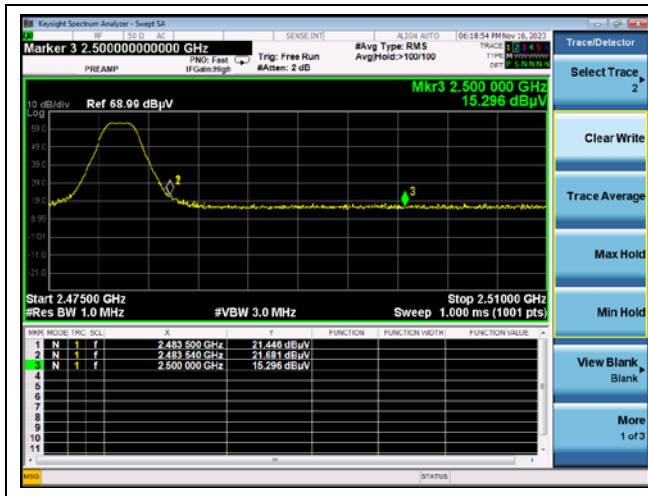 Keysight Spectrum Analyzer - Swept SA
RF 50 Ω AC SENSE:INT ALIGN AUTO 06:18:54 PM Nov 16, 2023
Marker 3 2.500000000000 GHz
PREAMP
PNO: Fast
IFGain:High
Trig: Free Run
#Atten: 2 dB
#Avg Type: RMS
Avg|Hold:>100/100
TRACE 1 2 3 4 5 6
TYPE
DET P S N N N N
Mkr3 2.500 000 GHz
15.296 dBµV
10 dB/div Ref 68.99 dBµV
Log
59.0
49.0
39.0
29.0
19.0
8.99
-1.01
-11.0
-21.0
2
3
Start 2.47500 GHz Stop 2.51000 GHz
#Res BW 1.0 MHz #VBW 3.0 MHz Sweep 1.000 ms (1001 pts)
MKR MODE TRC SCL X Y FUNCTION FUNCTION WIDTH FUNCTION VALUE
1 N 1 f 2.483 500 GHz 21.446 dBµV
2 N 1 f 2.483 540 GHz 21.681 dBµV
3 N 1 f 2.500 000 GHz 15.296 dBµV
4
5
6
7
8
9
10
11
MSG STATUS
Trace/Detector
Select Trace
2
Clear Write
Trace Average
Max Hold
Min Hold
View Blank
Blank
More
1 of 3